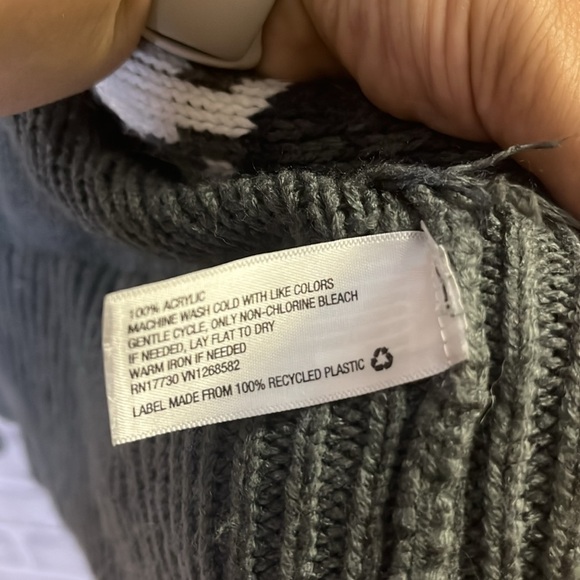 100% ACRYLIC
MACHINE WASH COLD WITH LIKE COLORS
GENTLE CYCLE, ONLY NON-CHLORINE BLEACH
IF NEEDED, LAY FLAT TO DRY
WARM IRON IF NEEDED
RN17730 VN1268582
LABEL MADE FROM 100% RECYCLED PLASTIC